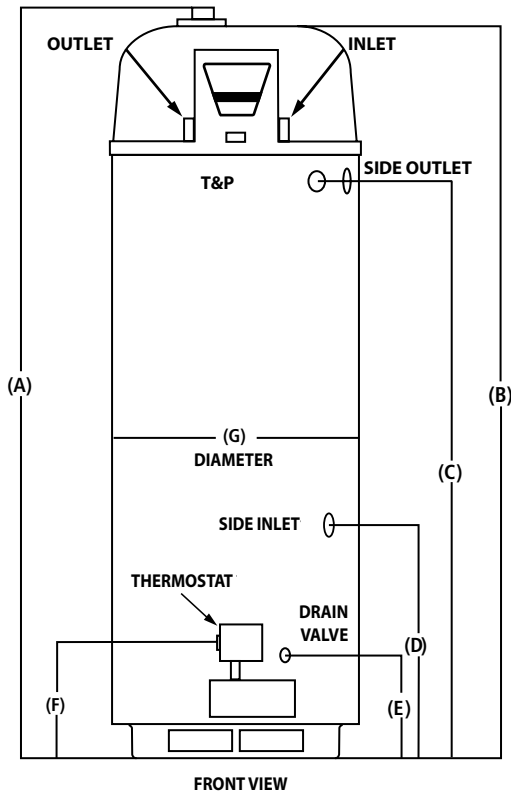 OUTLET
INLET
T&P
SIDE OUTLET
(A)
(B)
(C)
(G)
DIAMETER
SIDE INLET
THERMOSTAT
DRAIN
VALVE
(D)
(F)
(E)
FRONT VIEW